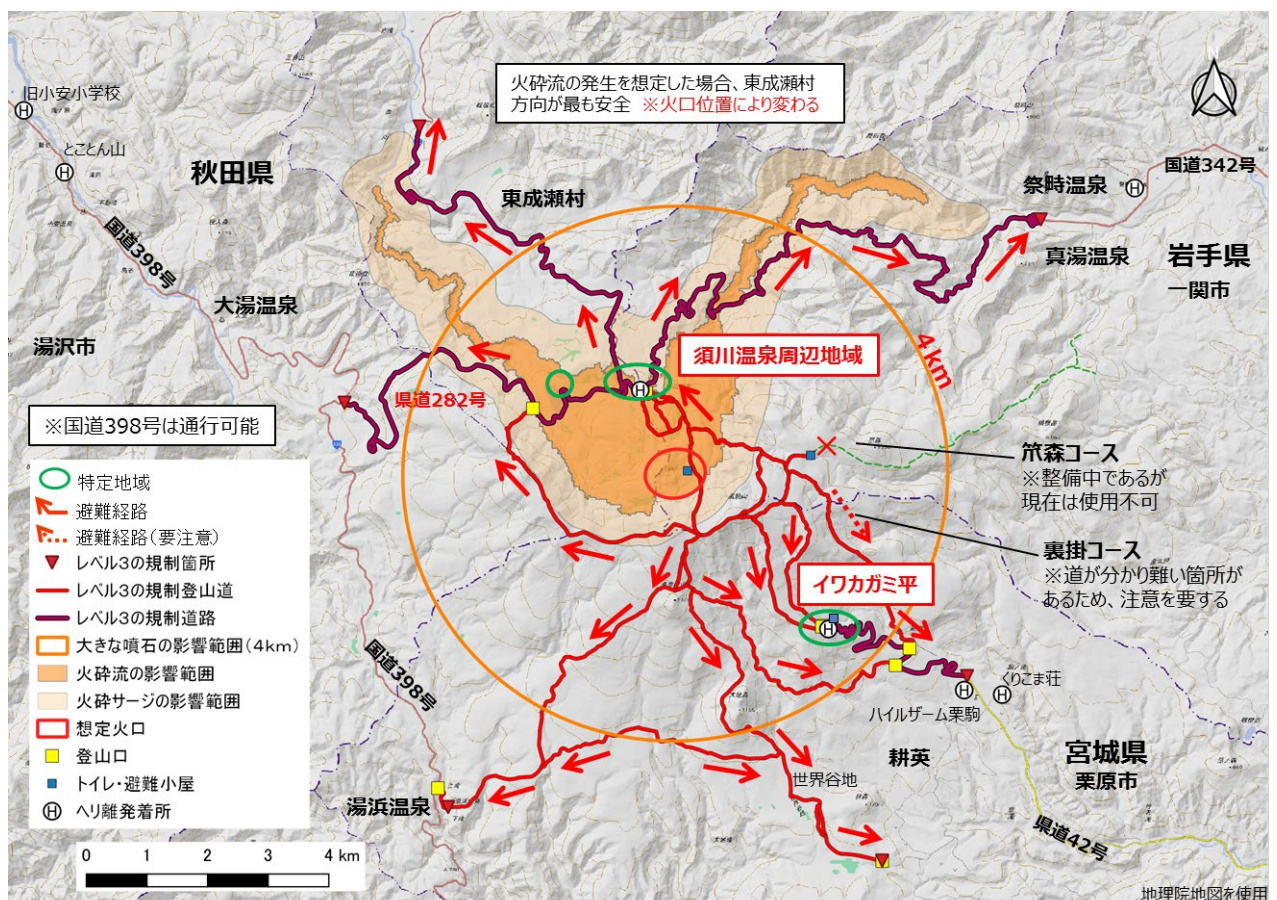 火砕流の発生を想定した場合、東成瀬村
方向が最も安全 ※火口位置により変わる
N
旧小安小学校
とことん山
秋田県
東成瀬村
国道342号
祭畤温泉
真湯温泉
岩手県
一関市
国道398号
大湯温泉
湯沢市
須川温泉周辺地域
4km
県道282号
※国道398号は通行可能
笊森コース
※整備中であるが
現在は使用不可
裏掛コース
※道が分かり難い箇所が
あるため、注意を要する
イワカガミ平
特定地域
避難経路
避難経路(要注意)
レベル3の規制箇所
レベル3の規制登山道
レベル3の規制道路
大きな噴石の影響範囲(4km)
火砕流の影響範囲
火砕サージの影響範囲
想定火口
登山口
トイレ・避難小屋
H ヘリ離発着所
国道398号
くりこま荘
ハイルザーム栗駒
耕英
宮城県
栗原市
世界谷地
湯浜温泉
県道42号
0 1 2 3 4 km
地理院地図を使用